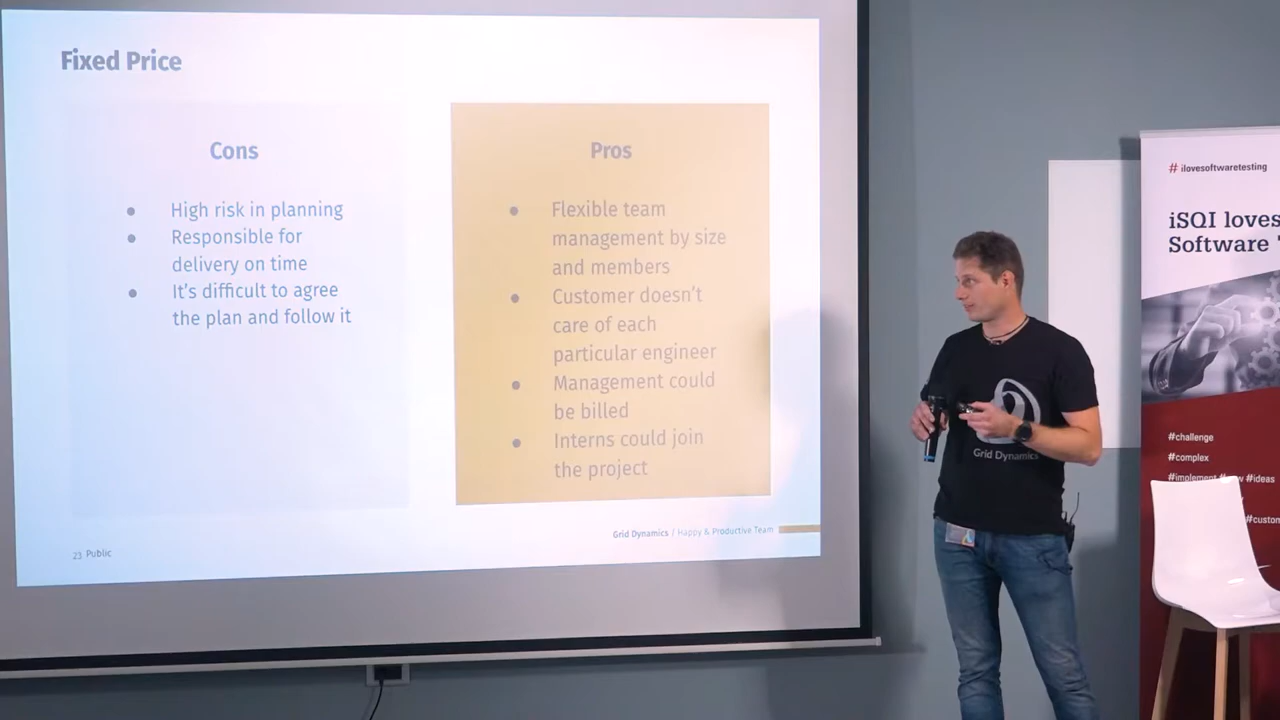 Fixed Price
Cons
● High risk in planning
● Responsible for
delivery on time
● It's difficult to agree
the plan and follow it
Pros
● Flexible team
management by size
and members
● Customer doesn't
care of each
particular engineer
● Management could
be billed
● Interns could join
the project
Grid Dynamics / Happy & Productive Team
23 Public
Grid Dynamics
# ilovesoftwaretesting
iSQI loves
Software
#challenge
#complex
#implement #new #ideas